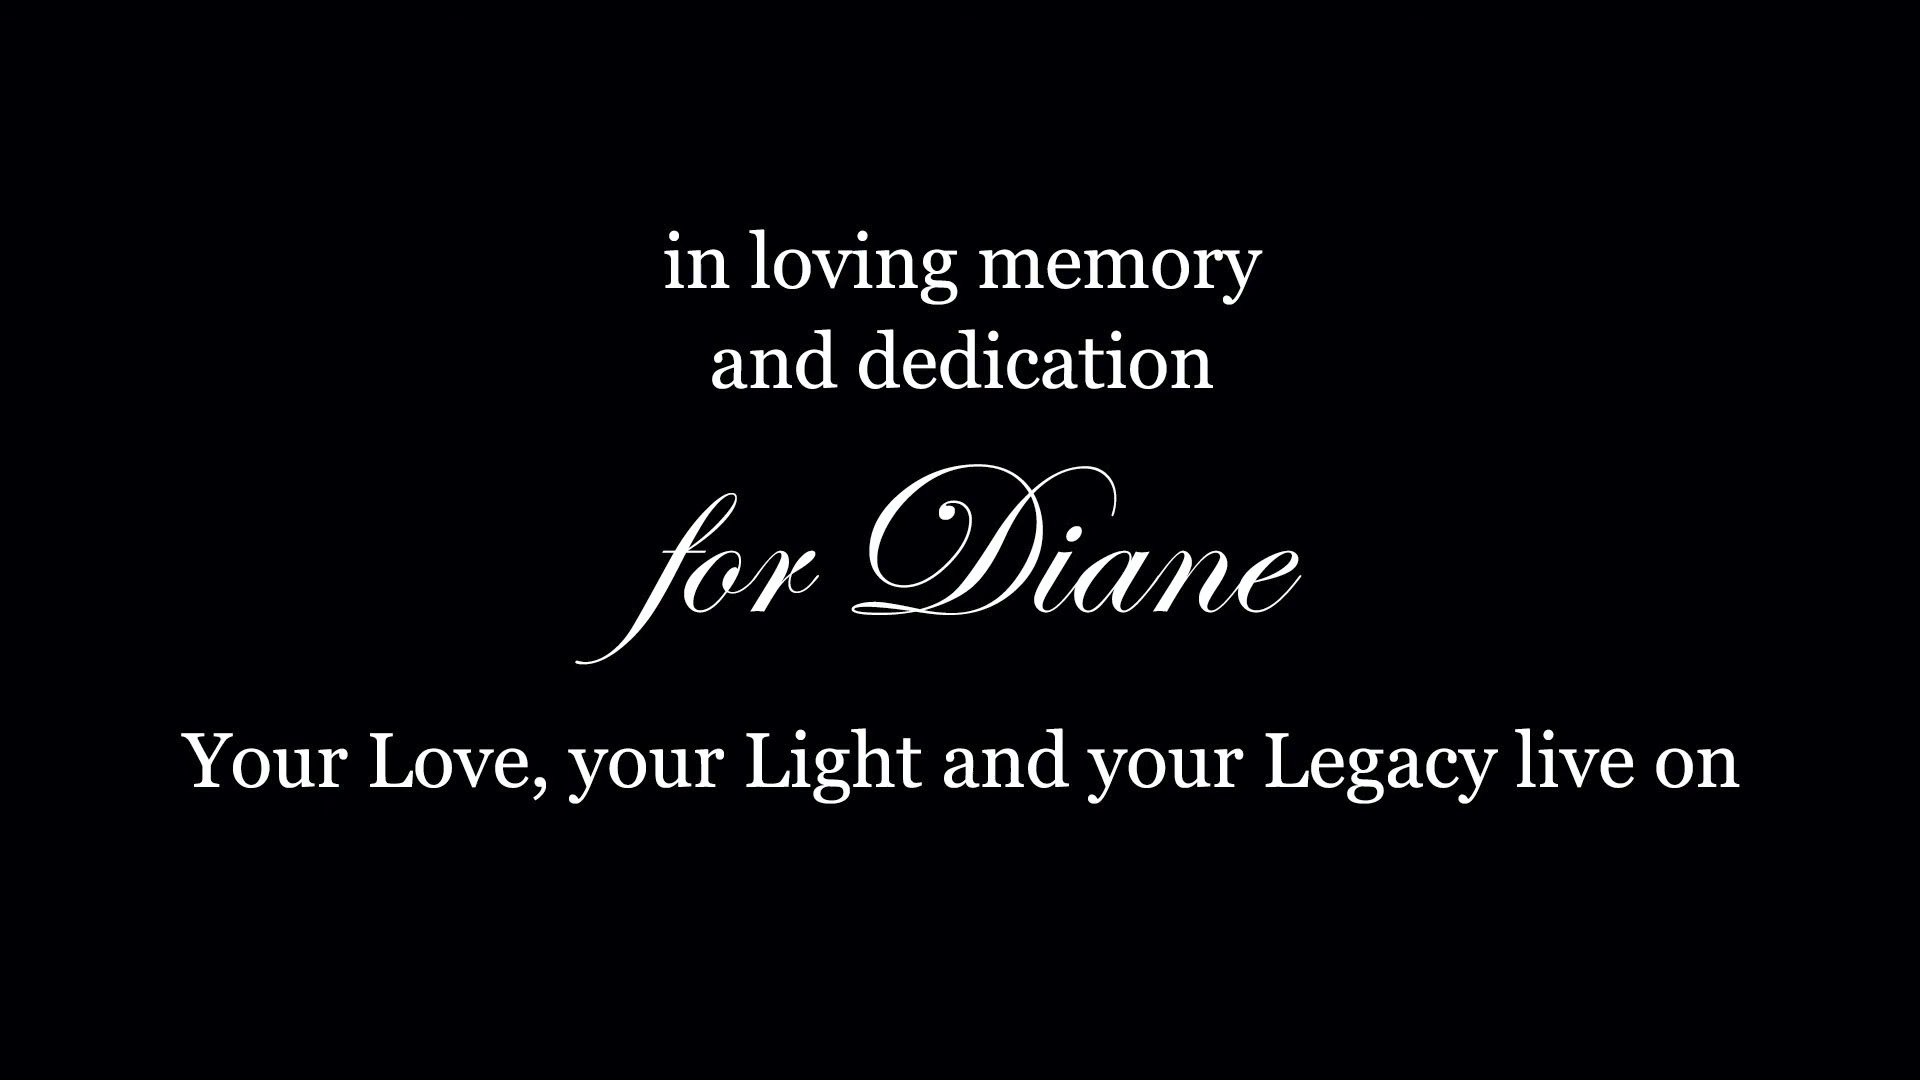 in loving memory
and dedication
for Diane
Your Love, your Light and your Legacy live on